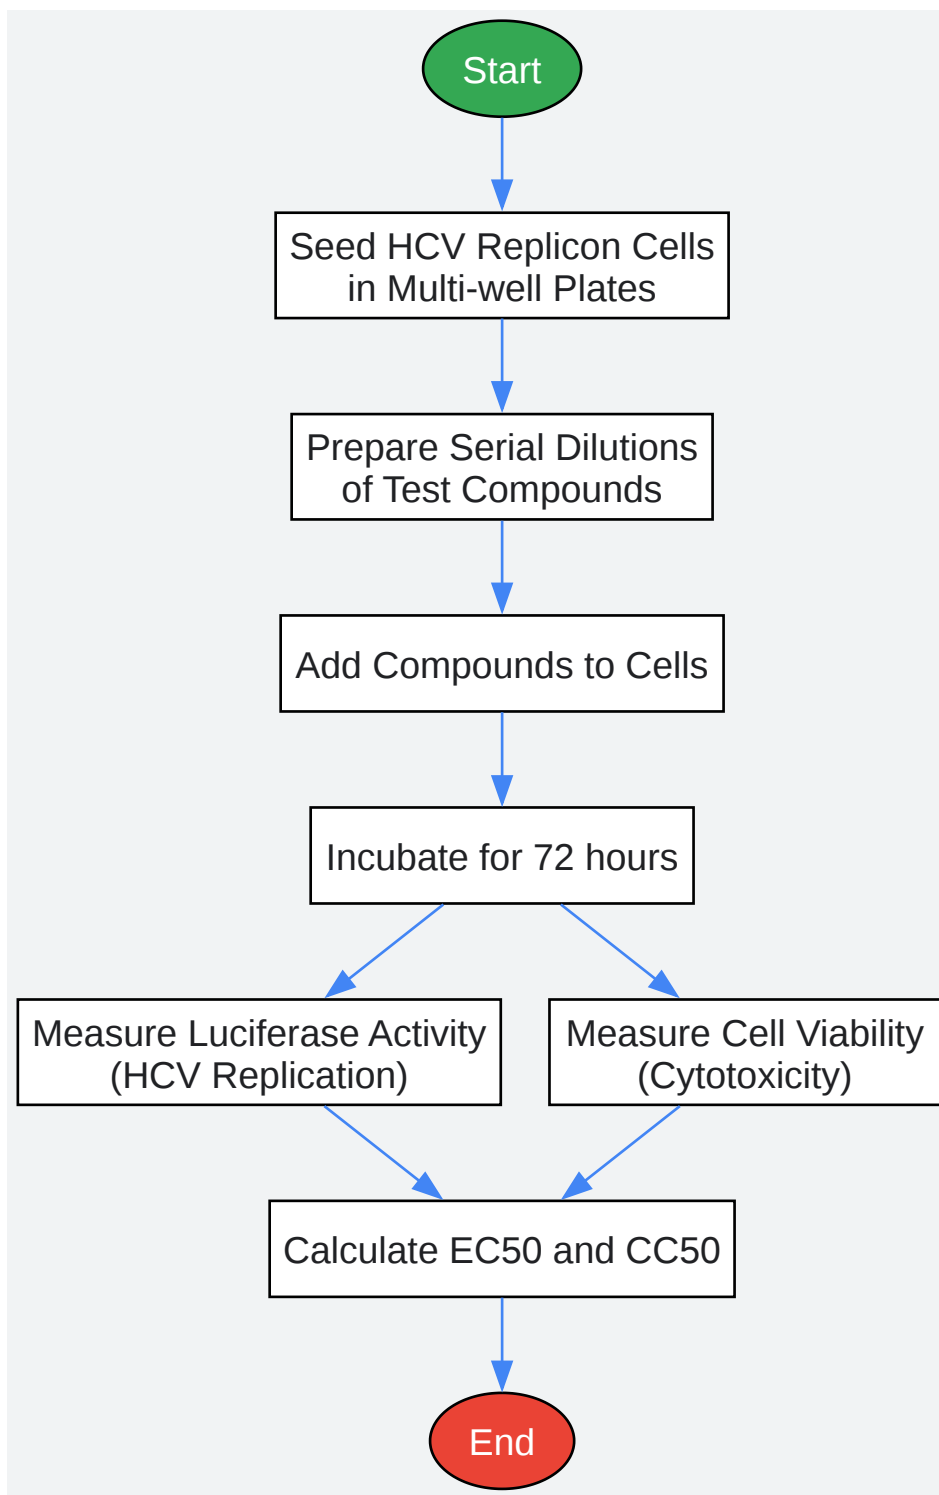 Start
Seed HCV Replicon Cells
in Multi-well Plates
Prepare Serial Dilutions
of Test Compounds
Add Compounds to Cells
Incubate for 72 hours
Measure Luciferase Activity
(HCV Replication)
Measure Cell Viability
(Cytotoxicity)
Calculate EC50 and CC50
End